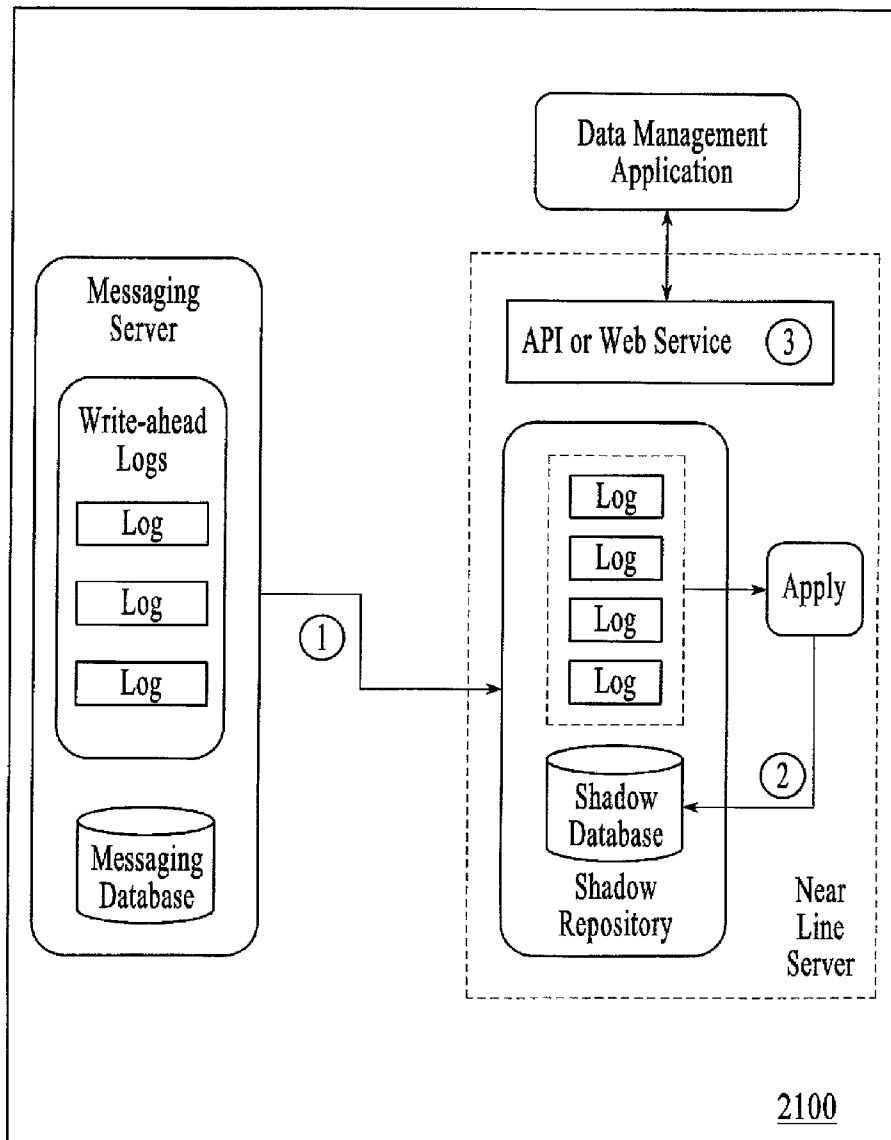 Data Management
Application
Messaging
Server
Write-ahead
Logs
Log
Log
Log
Messaging
Database
1
API or Web Service 3
Log
Log
Log
Log
Apply
2
Shadow
Database
Shadow
Repository
Near
Line
Server
2100